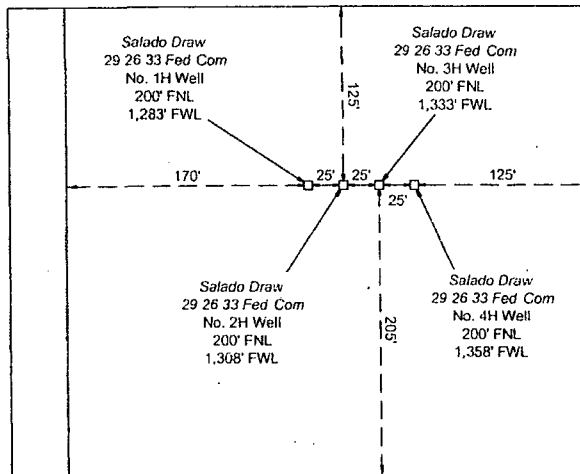 Salado Draw
29 26 33 Fed Com
No. 1H Well
200' FNL
1,283' FWL
Salado Draw
29 26 33 Fed Com
No. 3H Well
200' FNL
1,333' FWL
125'
170'
25'
25'
25'
125'
Salado Draw
29 26 33 Fed Com
No. 2H Well
200' FNL
1,308' FWL
205'
Salado Draw
29 26 33 Fed Com
No. 4H Well
200' FNL
1,358' FWL